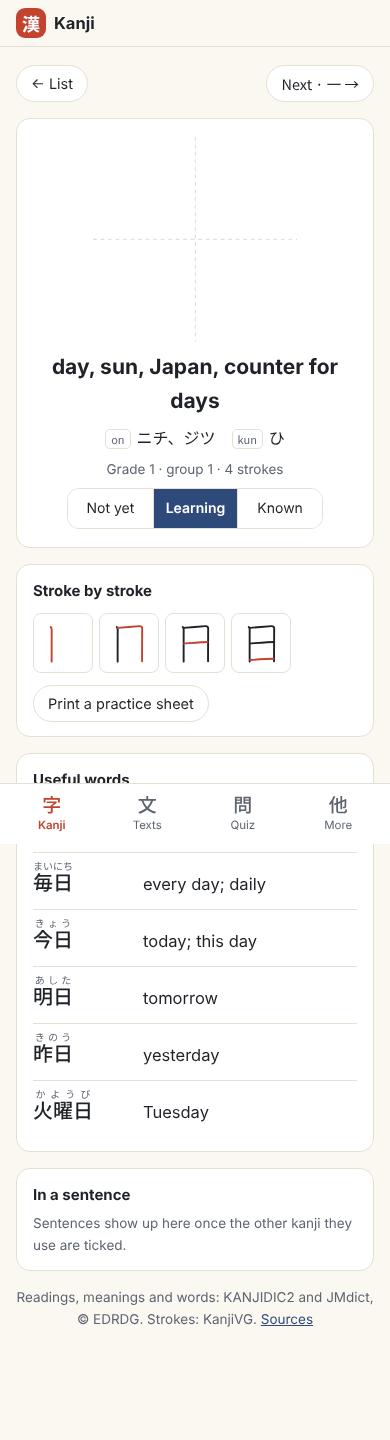 漢 Kanji
← List
Next · 一 →
day, sun, Japan, counter for
days
on ニチ、ジツ kun ひ
Grade 1 · group 1 · 4 strokes
Not yet Learning Known
Stroke by stroke
日
Print a practice sheet
Useful words
字 文 問 他
Kanji Texts Quiz More
まいにち
毎日 every day; daily
きょう
今日 today; this day
あした
明日 tomorrow
きのう
昨日 yesterday
かようび
火曜日 Tuesday
In a sentence
Sentences show up here once the other kanji they
use are ticked.
Readings, meanings and words: KANJIDIC2 and JMdict,
© EDRDG. Strokes: KanjiVG. Sources